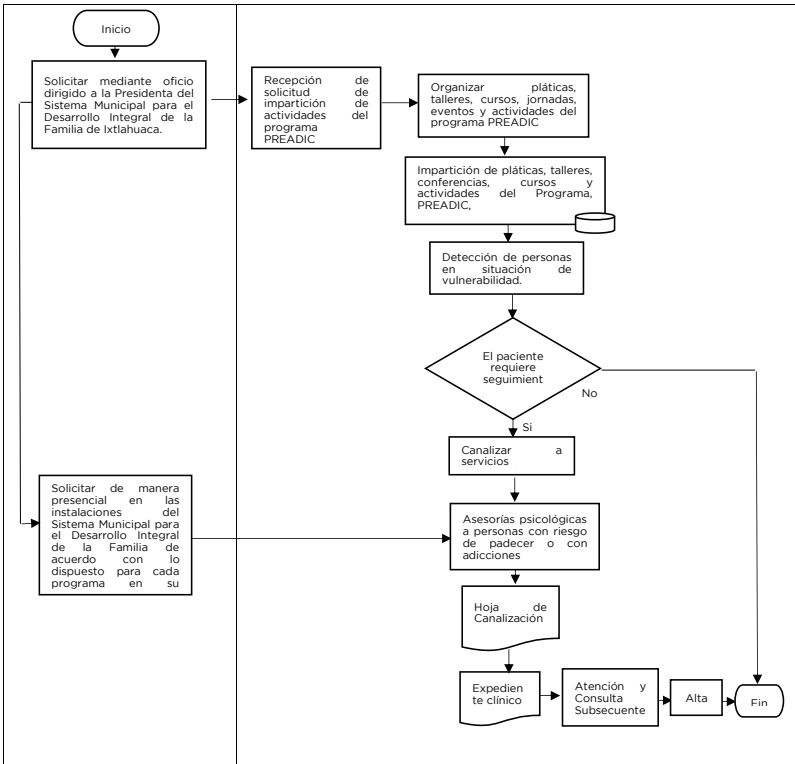 Inicio
Solicitar mediante oficio
dirigido a la Presidenta del
Sistema Municipal para el
Desarrollo Integral de la
Familia de Ixtlahuaca.
Recepción de
solicitud de
impartición de
actividades del
programa
PREADIC
Organizar pláticas,
talleres, cursos, jornadas,
eventos y actividades del
programa PREADIC
Impartición de pláticas, talleres,
conferencias, cursos y
actividades del Programa,
PREADIC,
Detección de personas
en situación de
vulnerabilidad.
El paciente
requiere
seguimient
No
Si
Canalizar a
servicios
Solicitar de manera
presencial en las
instalaciones del
Sistema Municipal para
el Desarrollo Integral
de la Familia de
acuerdo con lo
dispuesto para cada
programa en su
Asesorías psicológicas
a personas con riesgo
de padecer o con
adicciones
Hoja de
Canalización
Expedien
te clínico
Atención y
Consulta
Subsecuente
Alta
Fin